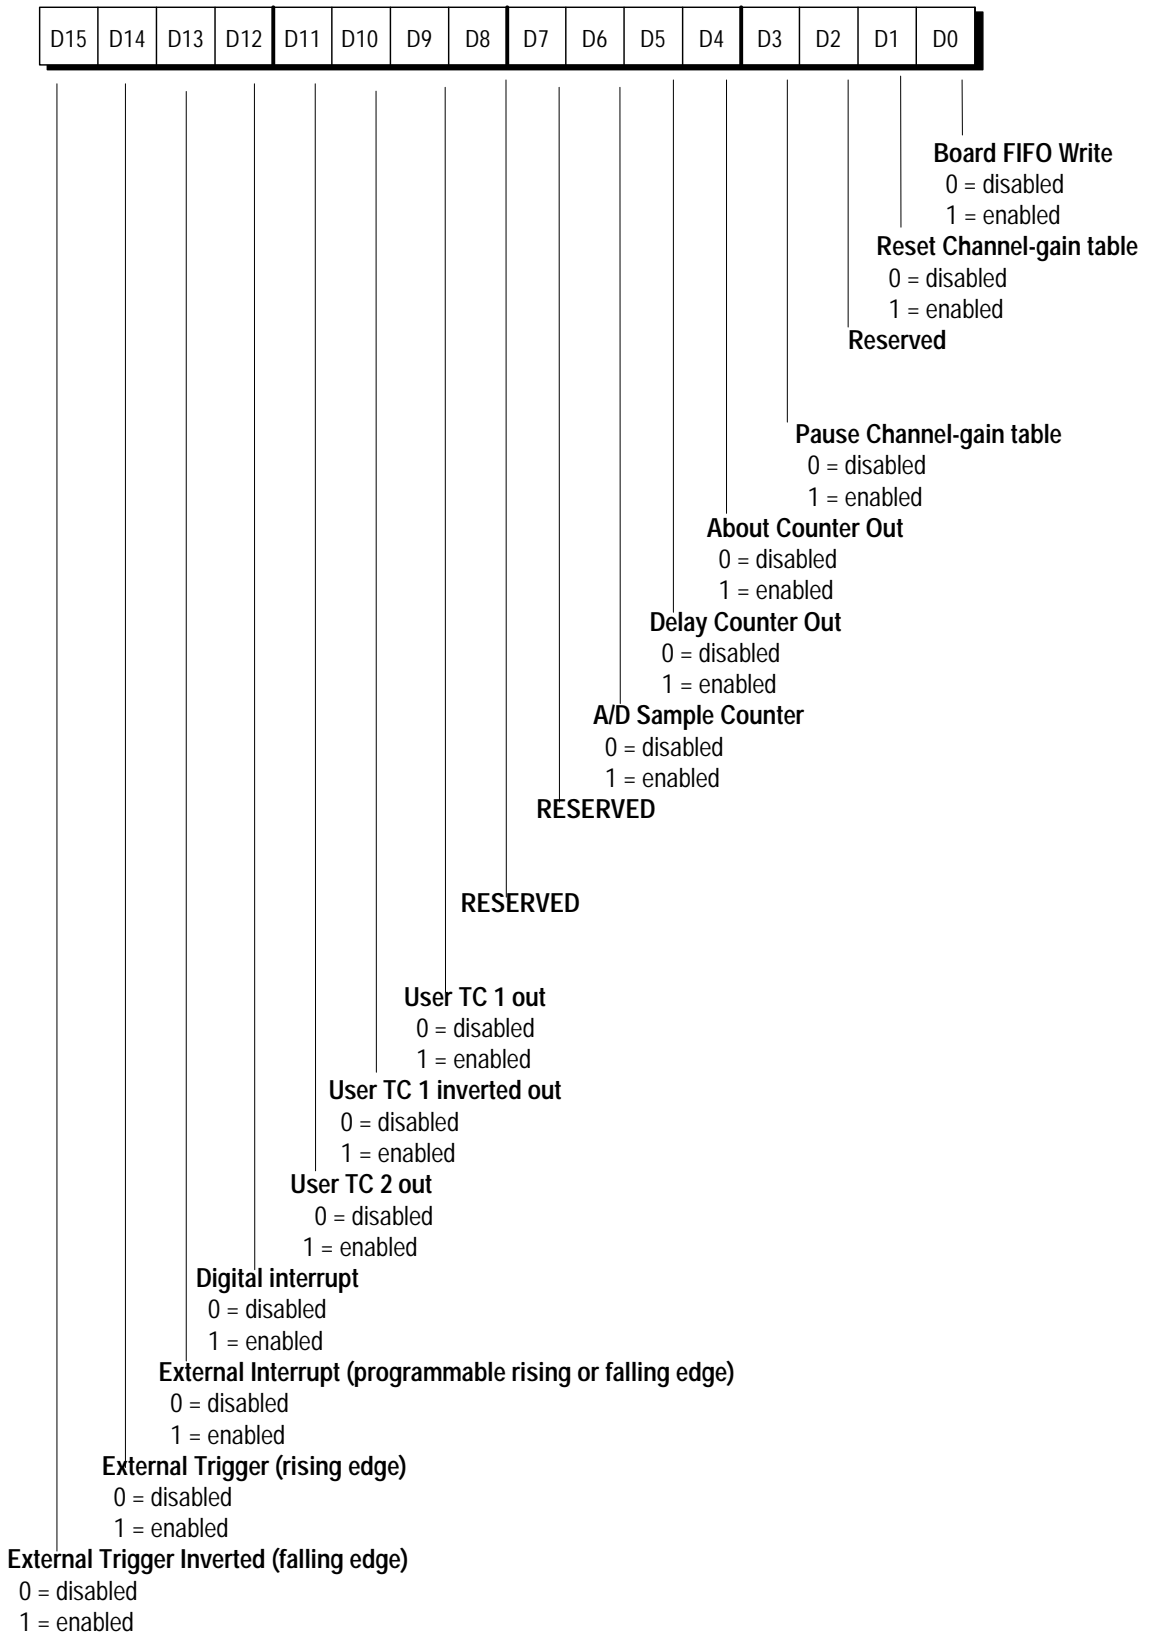 D15 D14 D13 D12 D11 D10 D9 D8 D7 D6 D5 D4 D3 D2 D1 D0
Board FIFO Write
0 = disabled
1 = enabled
Reset Channel-gain table
0 = disabled
1 = enabled
Reserved
Pause Channel-gain table
0 = disabled
1 = enabled
About Counter Out
0 = disabled
1 = enabled
Delay Counter Out
0 = disabled
1 = enabled
A/D Sample Counter
0 = disabled
1 = enabled
RESERVED
RESERVED
User TC 1 out
0 = disabled
1 = enabled
User TC 1 inverted out
0 = disabled
1 = enabled
User TC 2 out
0 = disabled
1 = enabled
Digital interrupt
0 = disabled
1 = enabled
External Interrupt (programmable rising or falling edge)
0 = disabled
1 = enabled
External Trigger (rising edge)
0 = disabled
1 = enabled
External Trigger Inverted (falling edge)
0 = disabled
1 = enabled